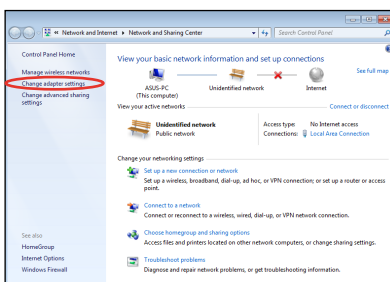 « Network and Internet ▸ Network and Sharing Center
Search Control Panel
Control Panel Home
Manage wireless networks
Change adapter settings
Change advanced sharing
settings
View your basic network information and set up connections
See full map
ASUS-PC
(This computer)
Unidentified network
Internet
View your active networks
Connect or disconnect
Unidentified network
Public network
Access type: No Internet access
Connections: Local Area Connection
Change your networking settings
Set up a new connection or network
Set up a wireless, broadband, dial-up, ad hoc, or VPN connection; or set up a router or access
point.
Connect to a network
Connect or reconnect to a wireless, wired, dial-up, or VPN network connection.
Choose homegroup and sharing options
Access files and printers located on other network computers, or change sharing settings.
Troubleshoot problems
Diagnose and repair network problems, or get troubleshooting information.
See also
HomeGroup
Internet Options
Windows Firewall